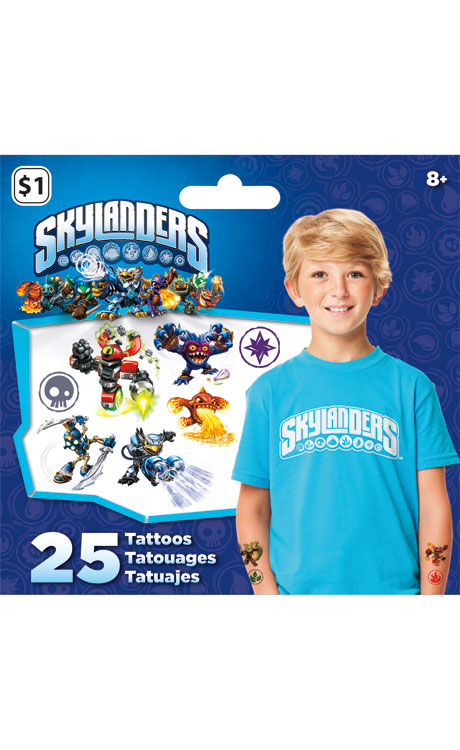 $1
8+
SKYLANDERS
SKYLANDERS
25 Tattoos
Tatouages
Tatuajes